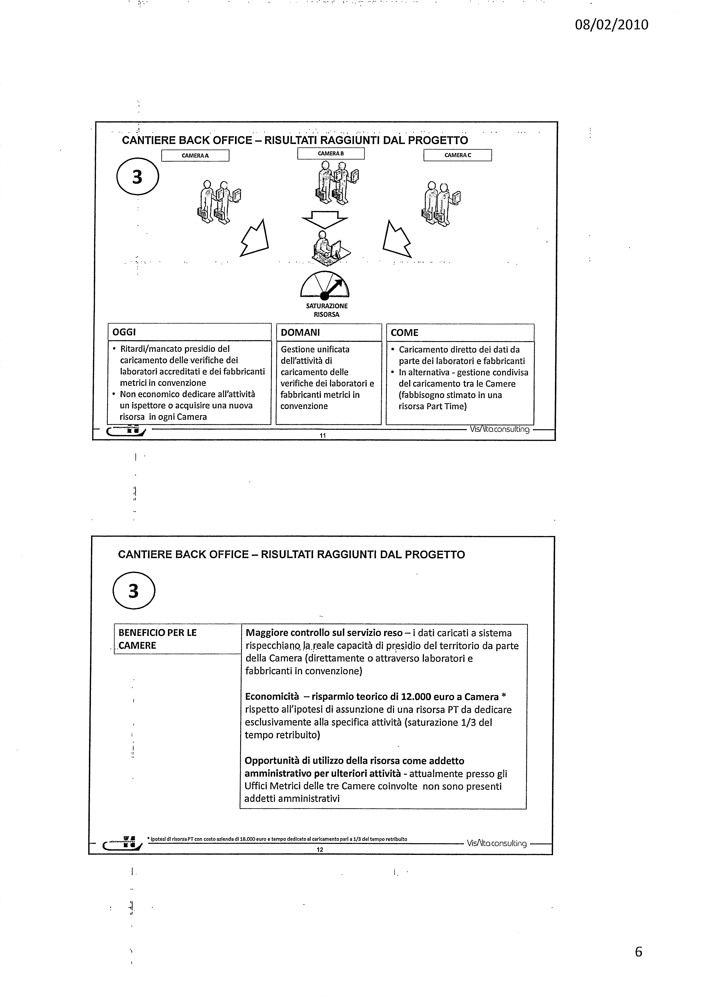 08/02/2010
CANTIERE BACK OFFICE – RISULTATI RAGGIUNTI DAL PROGETTO
CAMERA A
CAMERA B
CAMERA C
3
SATURAZIONE
RISORSA
OGGI
• Ritardi/mancato presidio del
caricamento delle verifiche dei
laboratori accreditati e dei fabbricanti
metrici in convenzione
• Non economico dedicare all'attività
un ispettore o acquisire una nuova
risorsa in ogni Camera
DOMANI
Gestione unificata
dell'attività di
caricamento delle
verifiche dei laboratori e
fabbricanti metrici in
convenzione
COME
• Caricamento diretto dei dati da
parte dei laboratori e fabbricanti
• In alternativa - gestione condivisa
del caricamento tra le Camere
(fabbisogno stimato in una
risorsa Part Time)
VisAlta consulting
11
CANTIERE BACK OFFICE – RISULTATI RAGGIUNTI DAL PROGETTO
3
BENEFICIO PER LE
CAMERE
Maggiore controllo sul servizio reso – i dati caricati a sistema
rispecchiano la reale capacità di presidio del territorio da parte
della Camera (direttamente o attraverso laboratori e
fabbricanti in convenzione)
Economicità – risparmio teorico di 12.000 euro a Camera *
rispetto all'ipotesi di assunzione di una risorsa PT da dedicare
esclusivamente alla specifica attività (saturazione 1/3 del
tempo retribuito)
Opportunità di utilizzo della risorsa come addetto
amministrativo per ulteriori attività - attualmente presso gli
Uffici Metrici delle tre Camere coinvolte non sono presenti
addetti amministrativi
* ipotesi di risorsa PT con costo azienda di 18.000 euro e tempo dedicato al caricamento pari a 1/3 del tempo retribuito
VisAlta consulting
12
6